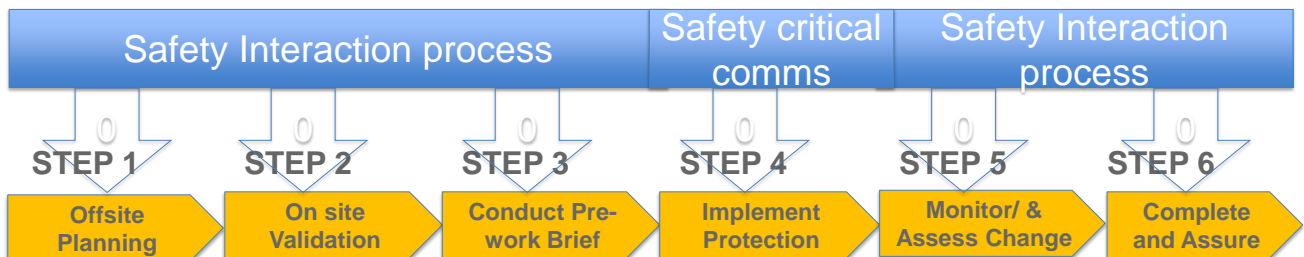 Safety Interaction process
Safety critical
comms
Safety Interaction
process
0
0
0
0
0
0
STEP 1
STEP 2
STEP 3
STEP 4
STEP 5
STEP 6
Offsite
Planning
On site
Validation
Conduct Pre-
work Brief
Implement
Protection
Monitor/ &
Assess Change
Complete
and Assure